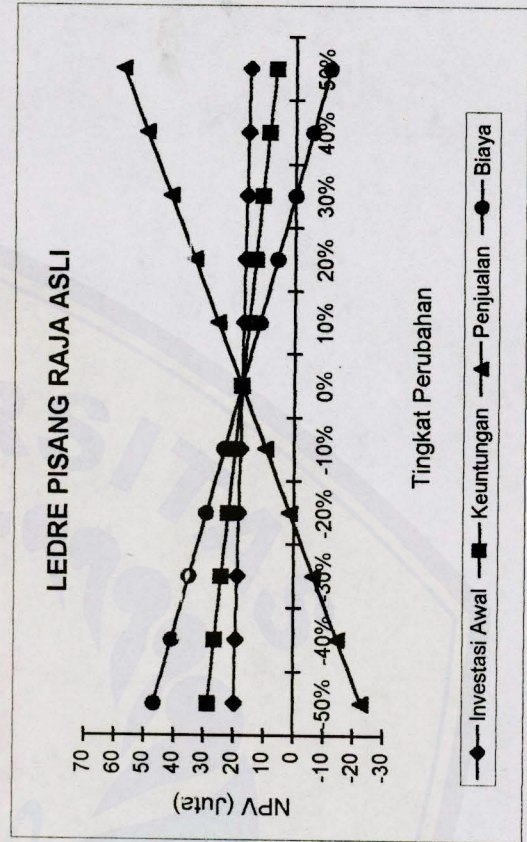 LEDRE PISANG RAJA ASLI
NPV (Juta)
70
60
50
40
30
20
10
0
-10
-20
-30
-50% -40% -30% -20% -10% 0% 10% 20% 30% 40% 50%
Tingkat Perubahan
Investasi Awal Keuntungan Penjualan Biaya